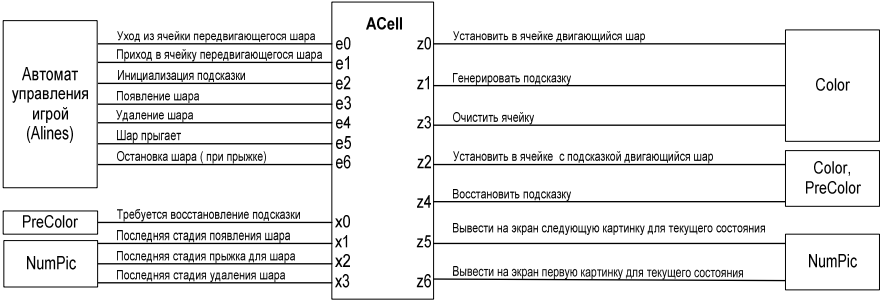 ACell
Автомат
управления
игрой
(Alines)
Уход из ячейки передвигающегося шара e0
Приход в ячейку передвигающегося шара e1
Инициализация подсказки e2
Появление шара e3
Удаление шара e4
Шар прыгает e5
Остановка шара ( при прыжке) e6
PreColor
Требуется восстановление подсказки x0
NumPic
Последняя стадия появления шара x1
Последняя стадия прыжка для шара x2
Последняя стадия удаления шара x3
z0 Установить в ячейке двигающийся шар
z1 Генерировать подсказку
z3 Очистить ячейку
Color
z2 Установить в ячейке с подсказкой двигающийся шар
z4 Восстановить подсказку
Color,
PreColor
z5 Вывести на экран следующую картинку для текущего состояния
z6 Вывести на экран первую картинку для текущего состояния
NumPic